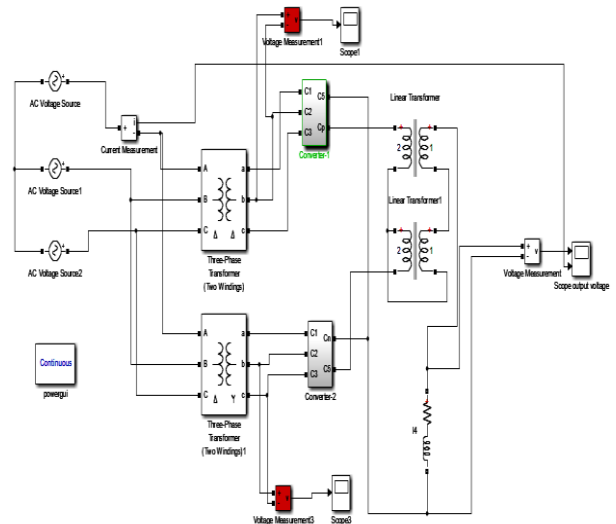 Voltage Measurement1
Scope1
AC Voltage Source
i
+
-
Current Measurement
C1
C2
C3
C5
Cp
Converter-1
Linear Transformer
2
1
AC Voltage Source1
A
B
C
a
b
c
Δ
Δ
Three-Phase
Transformer
(Two Windings)
Linear Transformer1
2
1
AC Voltage Source2
+
-
v
Voltage Measurement
Scope output voltage
Continuous
powergui
A
B
C
a
b
c
Δ
Y
Three-Phase
Transformer
(Two Windings)1
C1
C2
C3
Cn
C5
Converter-2
Voltage Measurement3
Scope3